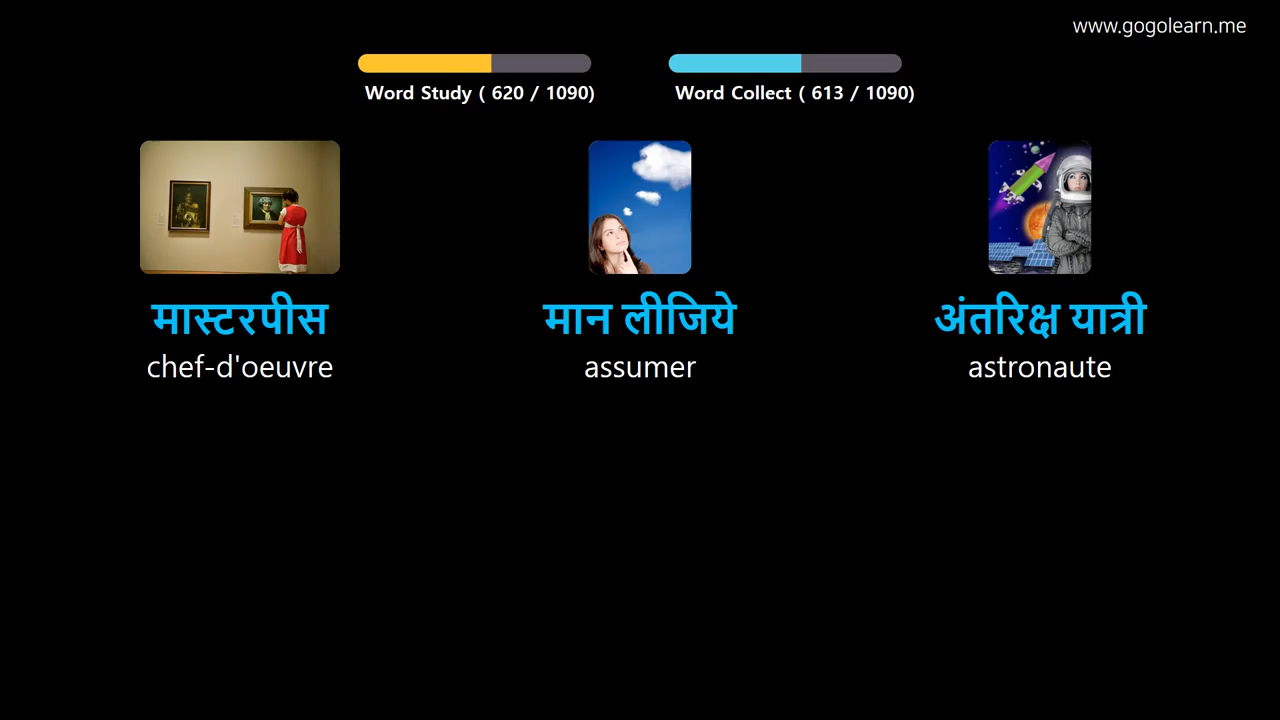 www.gogolearn.me
Word Study ( 620 / 1090)
Word Collect ( 613 / 1090)
मास्टरपीस
chef-d'oeuvre
मान लीजिये
assumer
अंतरिक्ष यात्री
astronaute